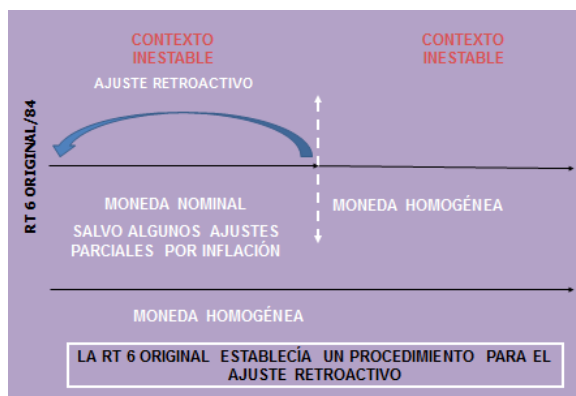 CONTEXTO
INESTABLE
CONTEXTO
INESTABLE
AJUSTE RETROACTIVO
RT 6 ORIGINAL/84
MONEDA NOMINAL
SALVO ALGUNOS AJUSTES
PARCIALES POR INFLACIÓN
MONEDA HOMOGÉNEA
MONEDA HOMOGÉNEA
LA RT 6 ORIGINAL ESTABLECÍA UN PROCEDIMIENTO PARA EL
AJUSTE RETROACTIVO